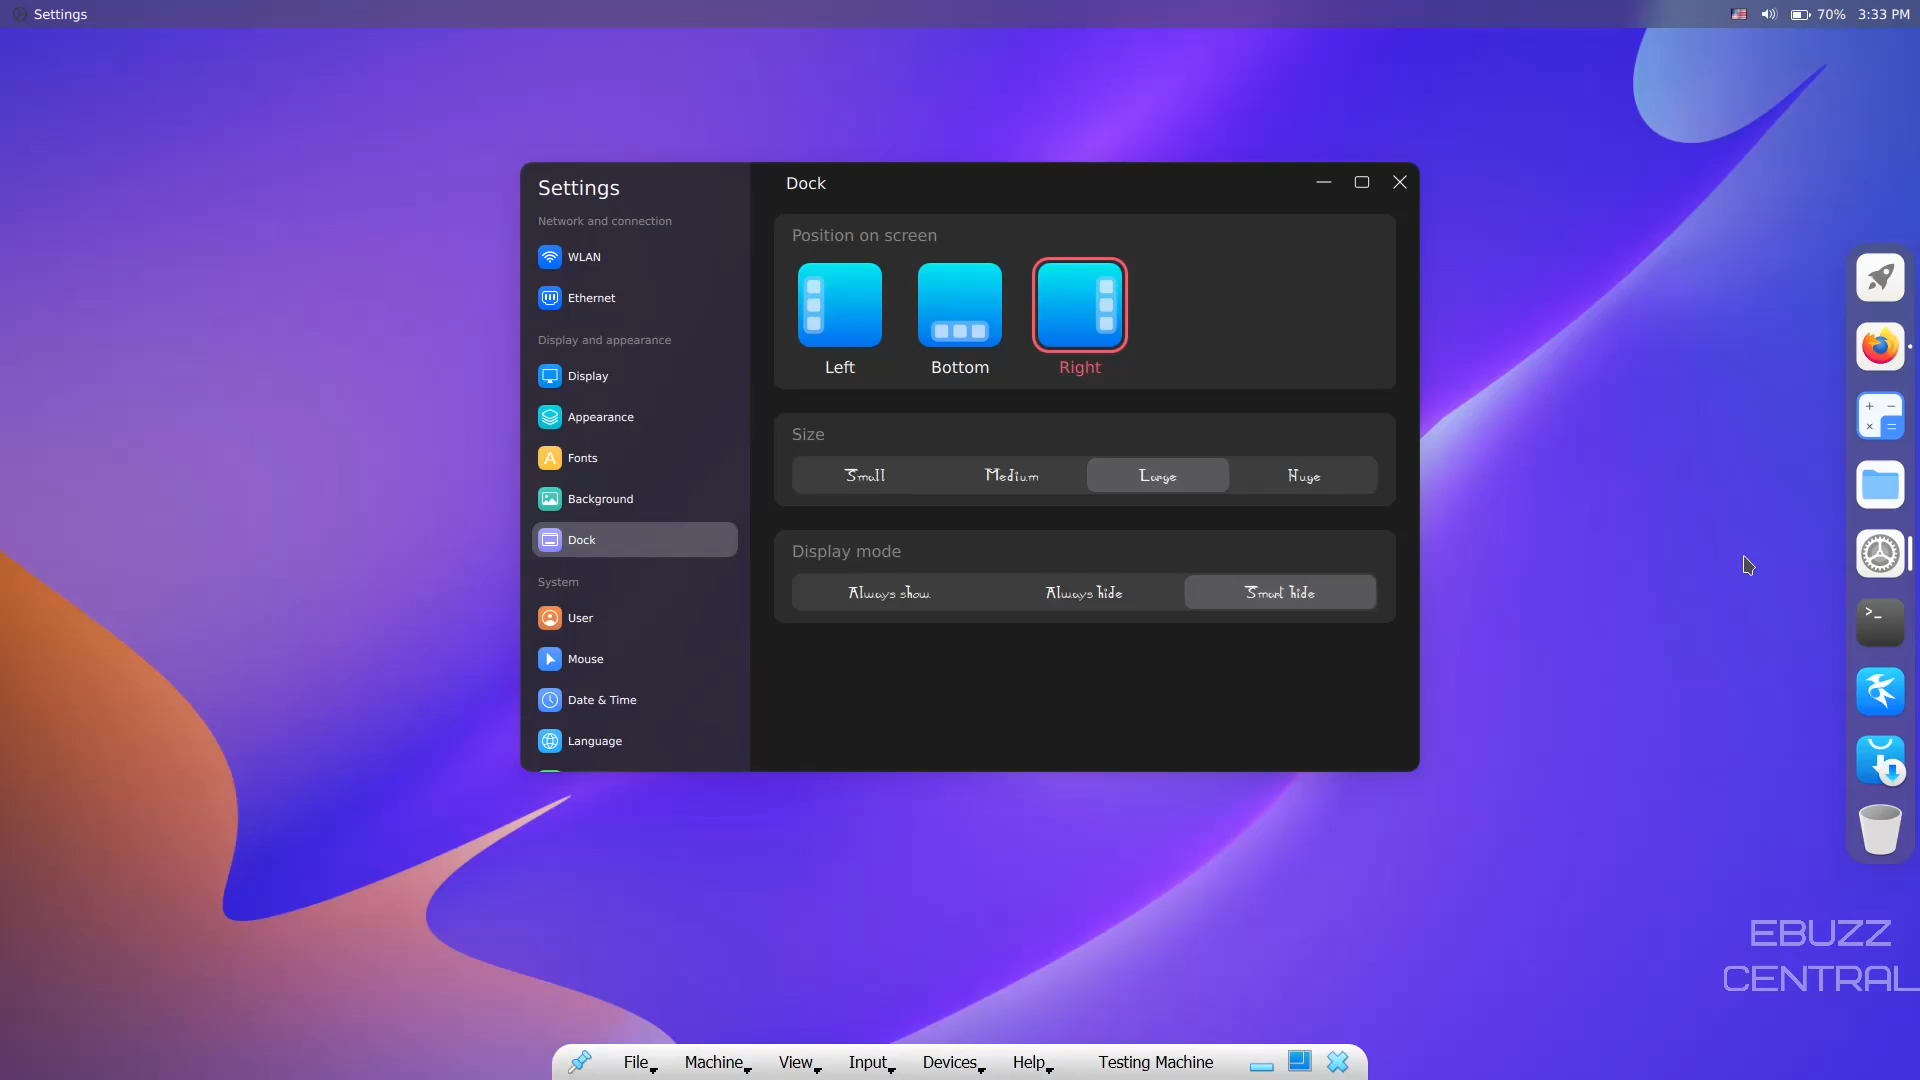 Settings
70%
3:33 PM
Settings
Dock
Network and connection
WLAN
Ethernet
Display and appearance
Display
Appearance
Fonts
Background
Dock
System
User
Mouse
Date & Time
Language
Position on screen
Left
Bottom
Right
Size
Small
Medium
Large
Huge
Display mode
Always show
Always hide
Smart hide
>_
EBUZZ
CENTRAL
File
Machine
View
Input
Devices
Help
Testing Machine